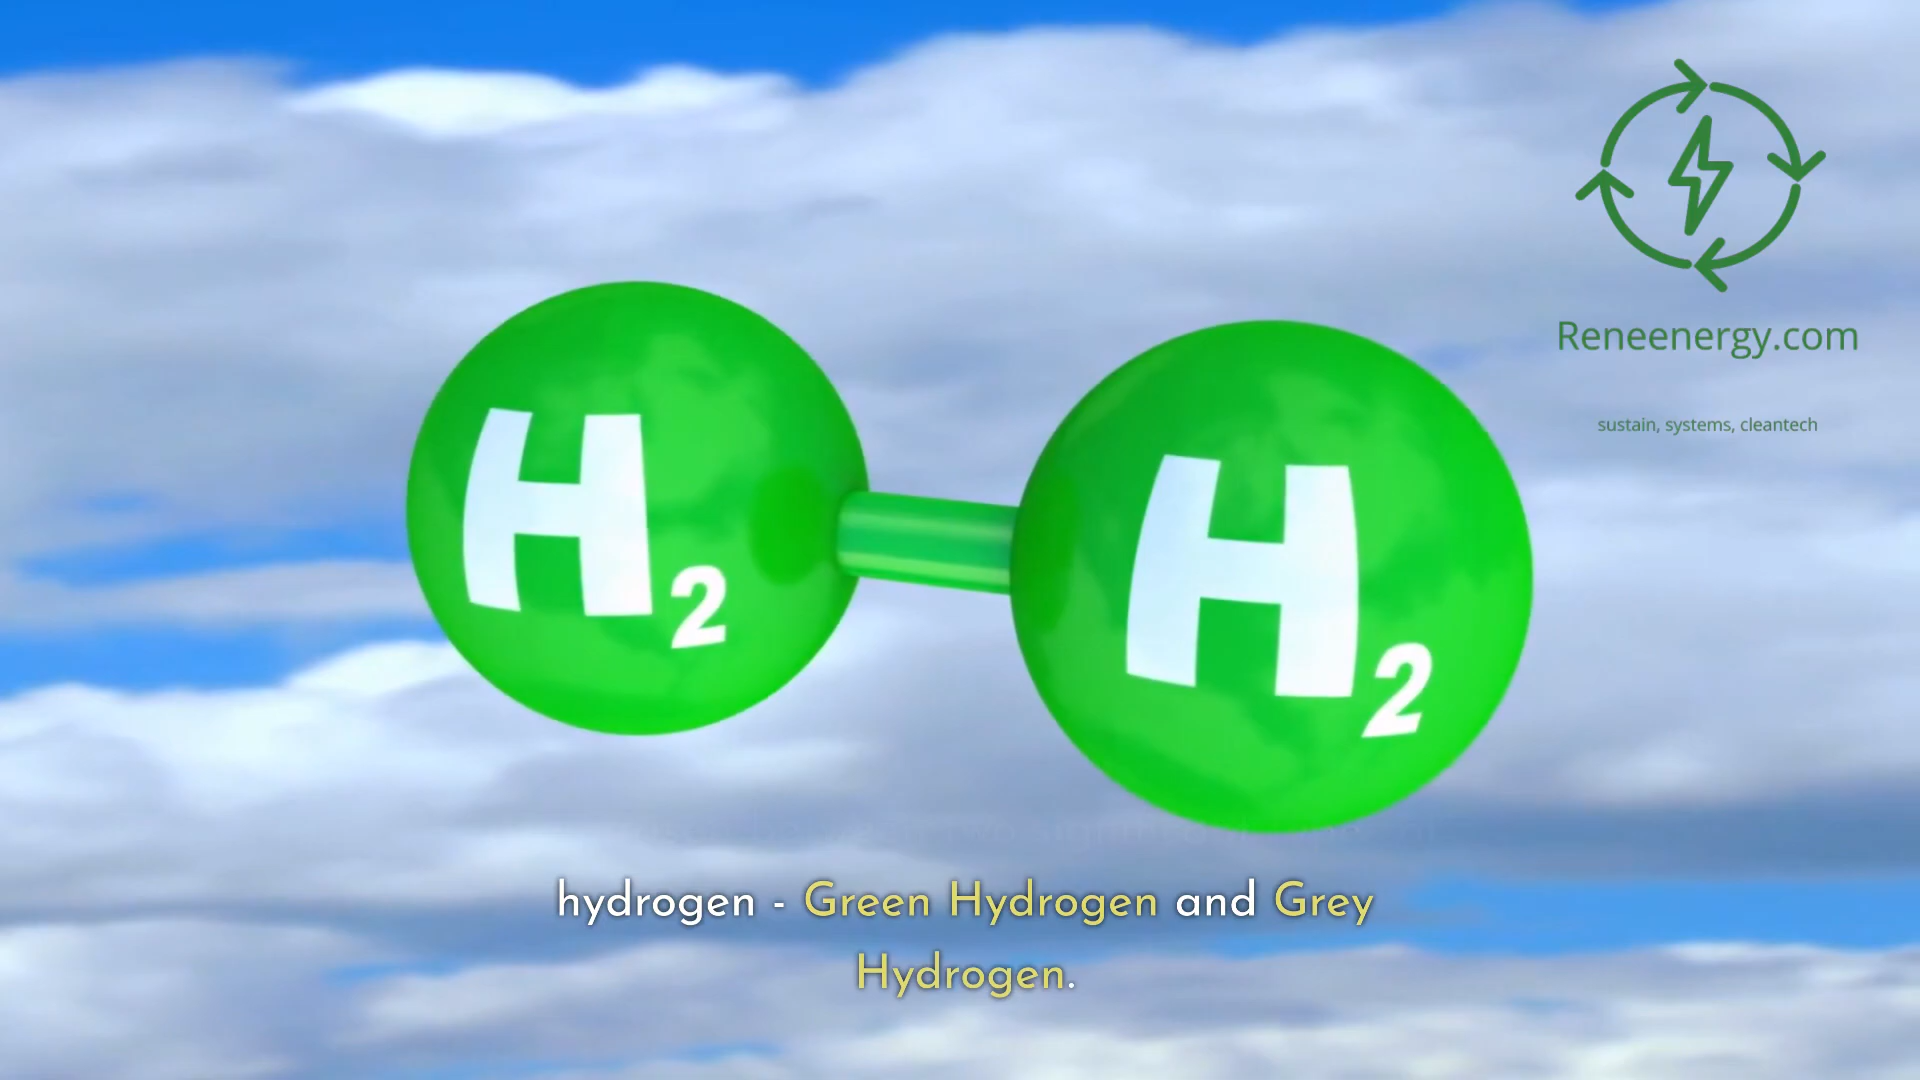 Reneenergy.com
sustain, systems, cleantech
H2
H2
hydrogen - Green Hydrogen and Grey
Hydrogen.